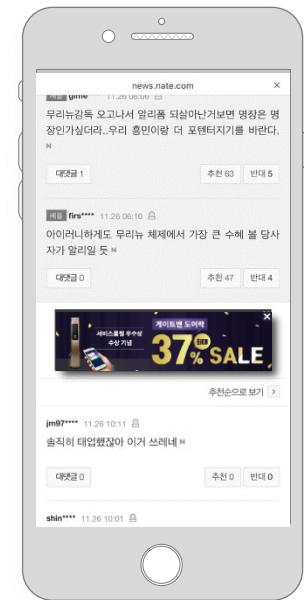 news.nate.com ×
베플 gime**** 11.26 06:06
무리뉴감독 오고나서 알리폼 되살아난거보면 명장은 명
장인가싶더라..우리 흥민이랑 더 포텐터지기를 바란다.
N
대댓글 1 추천 63 반대 5
베플 firs**** 11.26 06:10
아이러니하게도 무리뉴 체제에서 가장 큰 수혜 볼 당사
자가 알리일 듯 N
대댓글 0 추천 47 반대 4
서비스품질 우수상
수상 기념
게이트맨 도어락
37% SALE
추천순으로 보기 >
jm97**** 11.26 10:11
솔직히 태업했잖아 이거 쓰레네 N
대댓글 0 추천 0 반대 0
shin**** 11.26 10:01